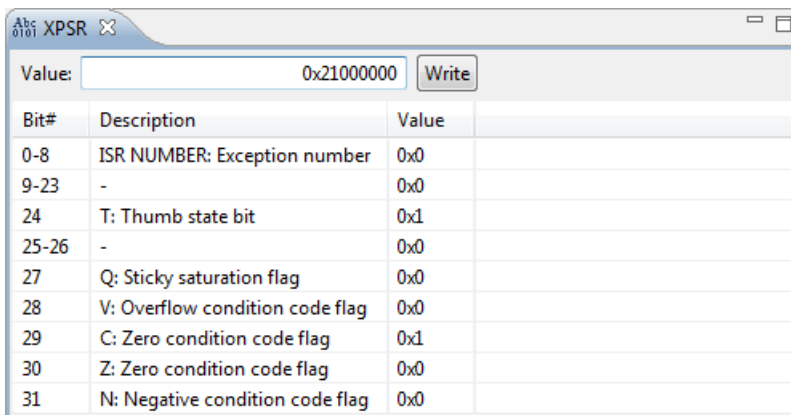 Abc 0101 XPSR
Value: 0x21000000 Write
Bit# Description Value
0-8 ISR NUMBER: Exception number 0x0
9-23 - 0x0
24 T: Thumb state bit 0x1
25-26 - 0x0
27 Q: Sticky saturation flag 0x0
28 V: Overflow condition code flag 0x0
29 C: Zero condition code flag 0x1
30 Z: Zero condition code flag 0x0
31 N: Negative condition code flag 0x0